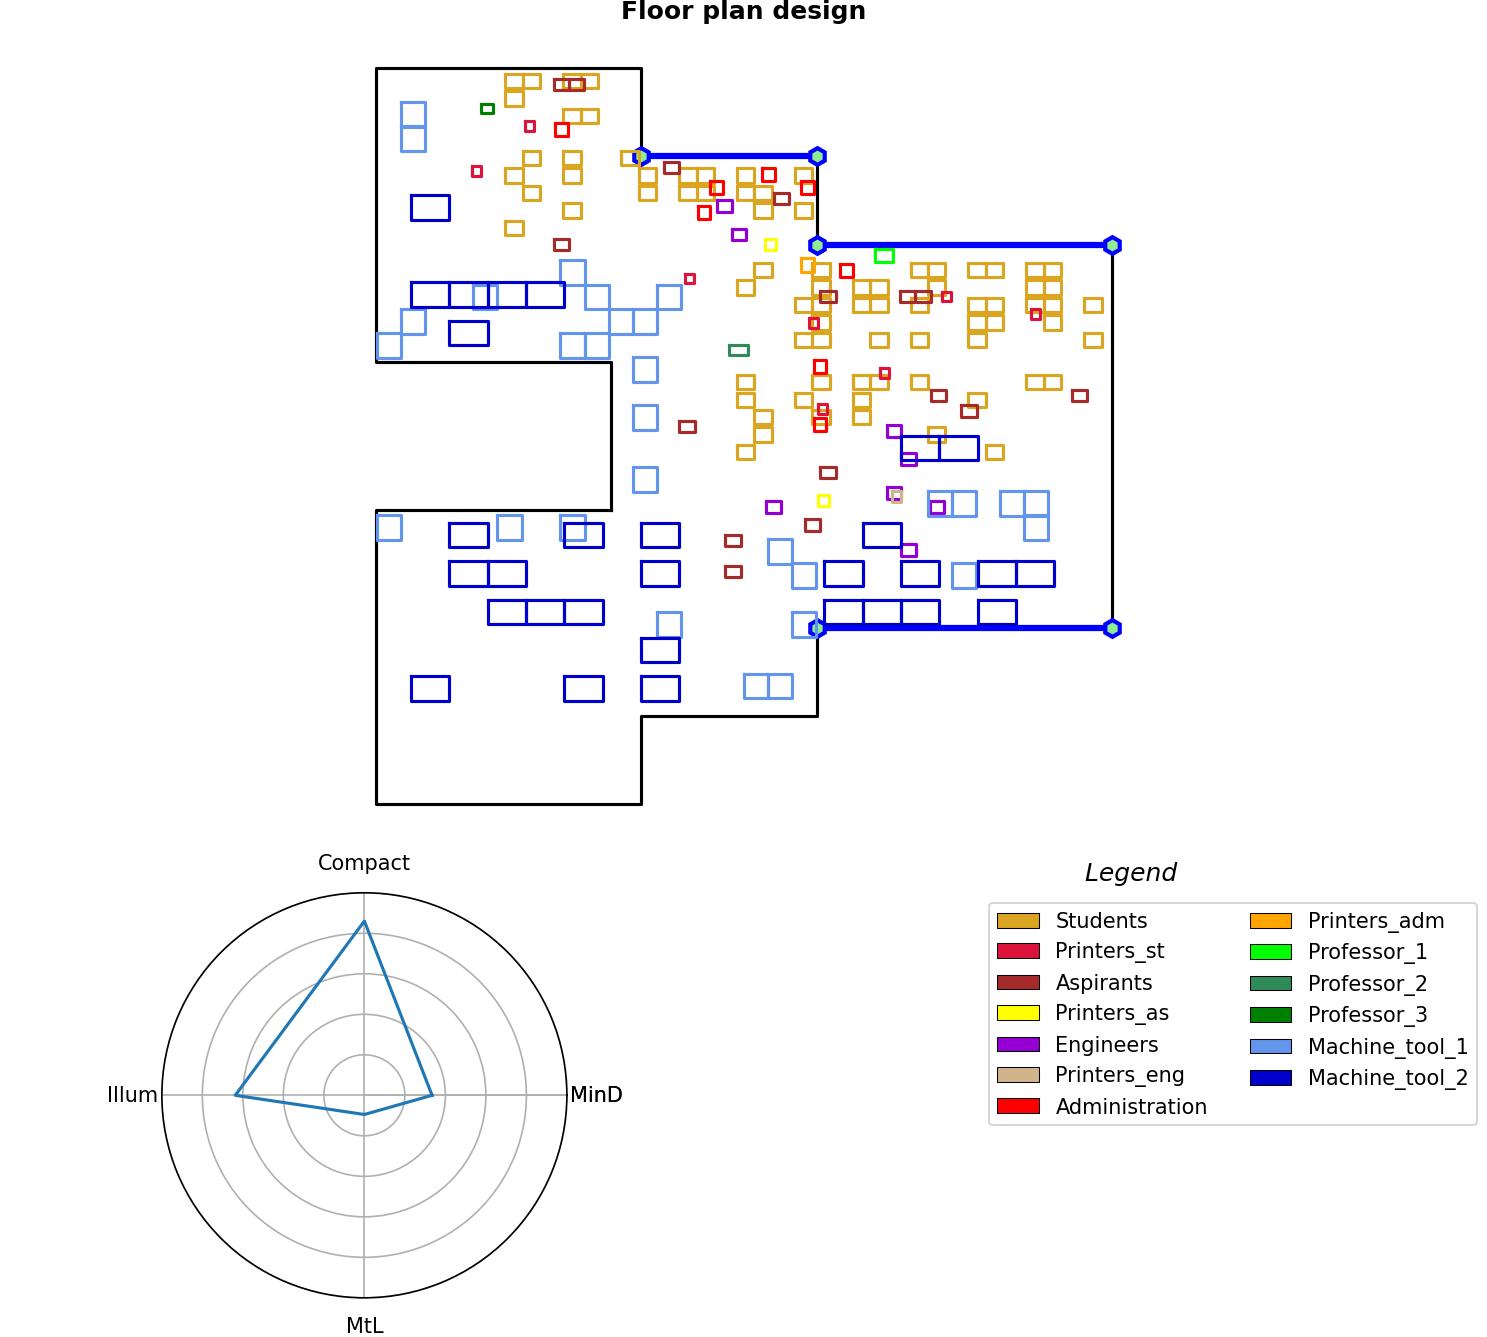 Floor plan design
Compact
Illum
MinD
MtL
Legend
Students
Printers_st
Aspirants
Printers_as
Engineers
Printers_eng
Administration
Printers_adm
Professor_1
Professor_2
Professor_3
Machine_tool_1
Machine_tool_2